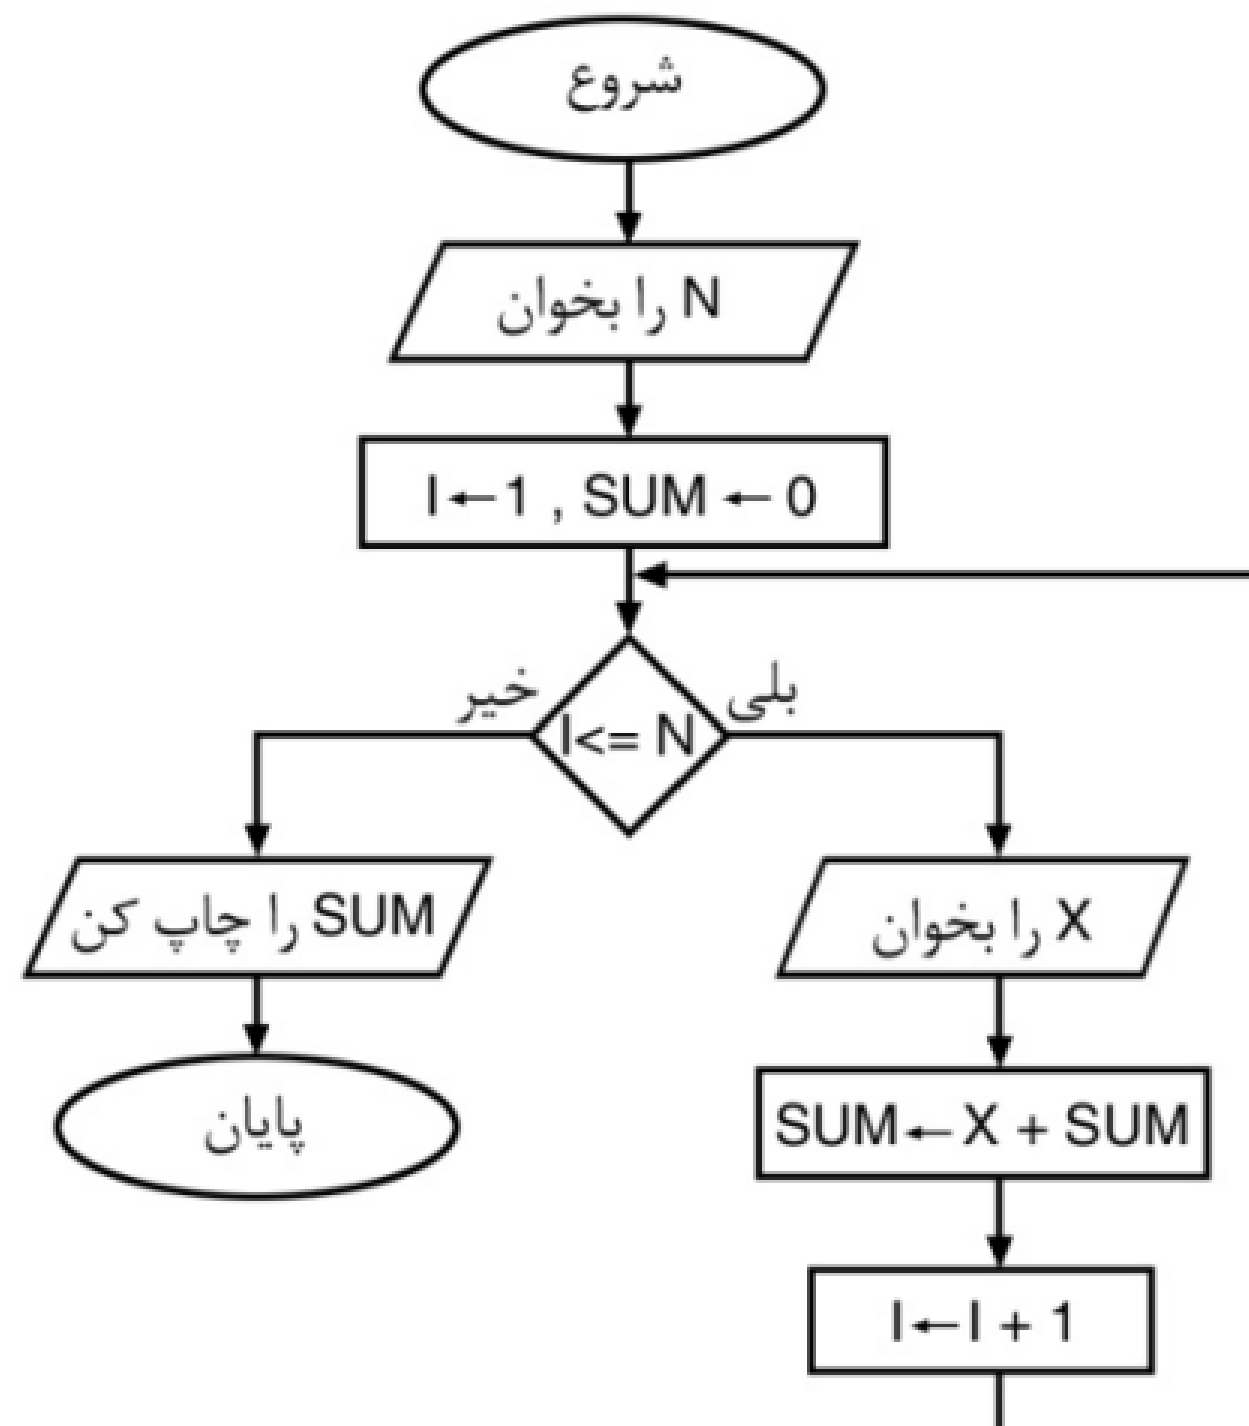 شروع
N را بخوان
I←1 , SUM ← 0
خیر
بلی
I<= N
SUM را چاپ کن
X را بخوان
پایان
SUM←X + SUM
I←I + 1